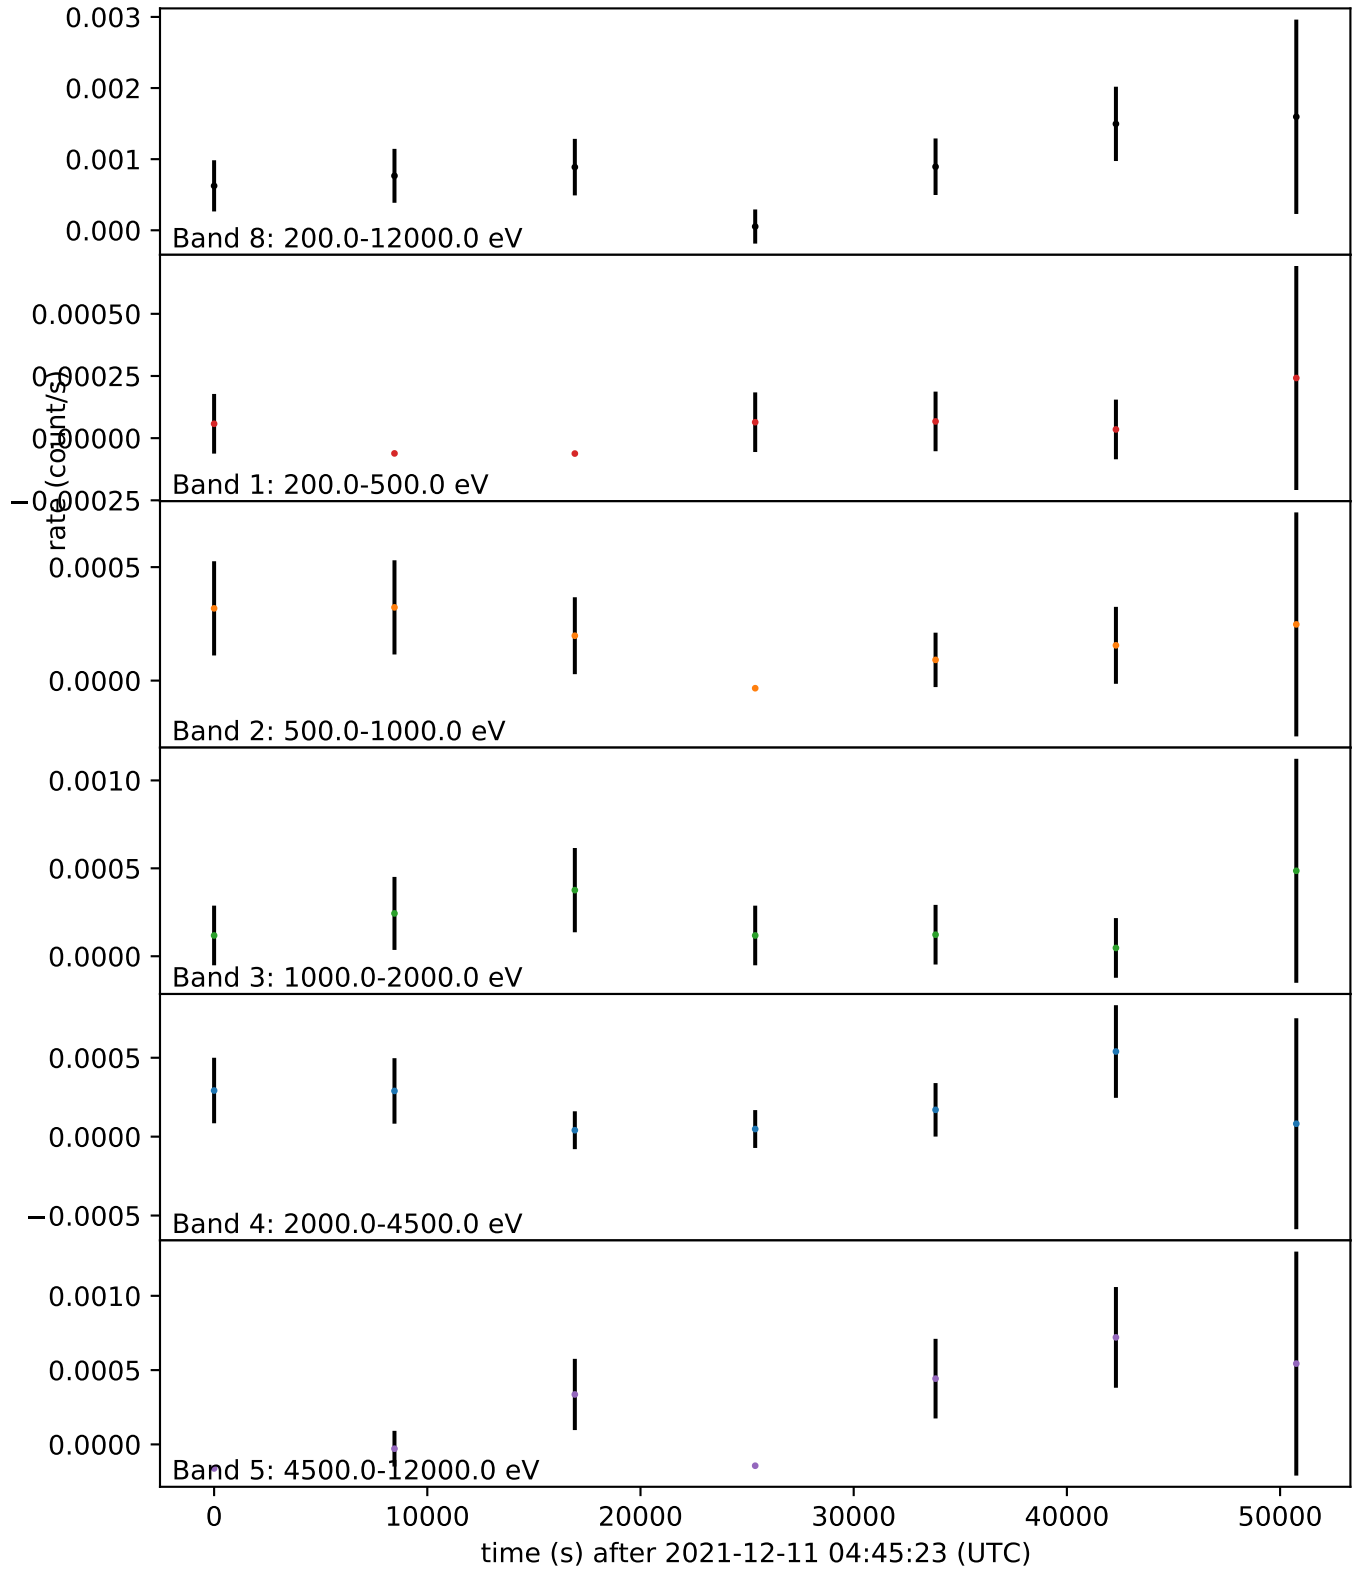 0.003
0.002
0.001
0.000
Band 8: 200.0-12000.0 eV
0.00050
0.00025
0.00000
−0.00025
Band 1: 200.0-500.0 eV
rate (count/s)
0.0005
0.0000
Band 2: 500.0-1000.0 eV
0.0010
0.0005
0.0000
Band 3: 1000.0-2000.0 eV
0.0005
0.0000
−0.0005
Band 4: 2000.0-4500.0 eV
0.0010
0.0005
0.0000
Band 5: 4500.0-12000.0 eV
0 10000 20000 30000 40000 50000
time (s) after 2021-12-11 04:45:23 (UTC)